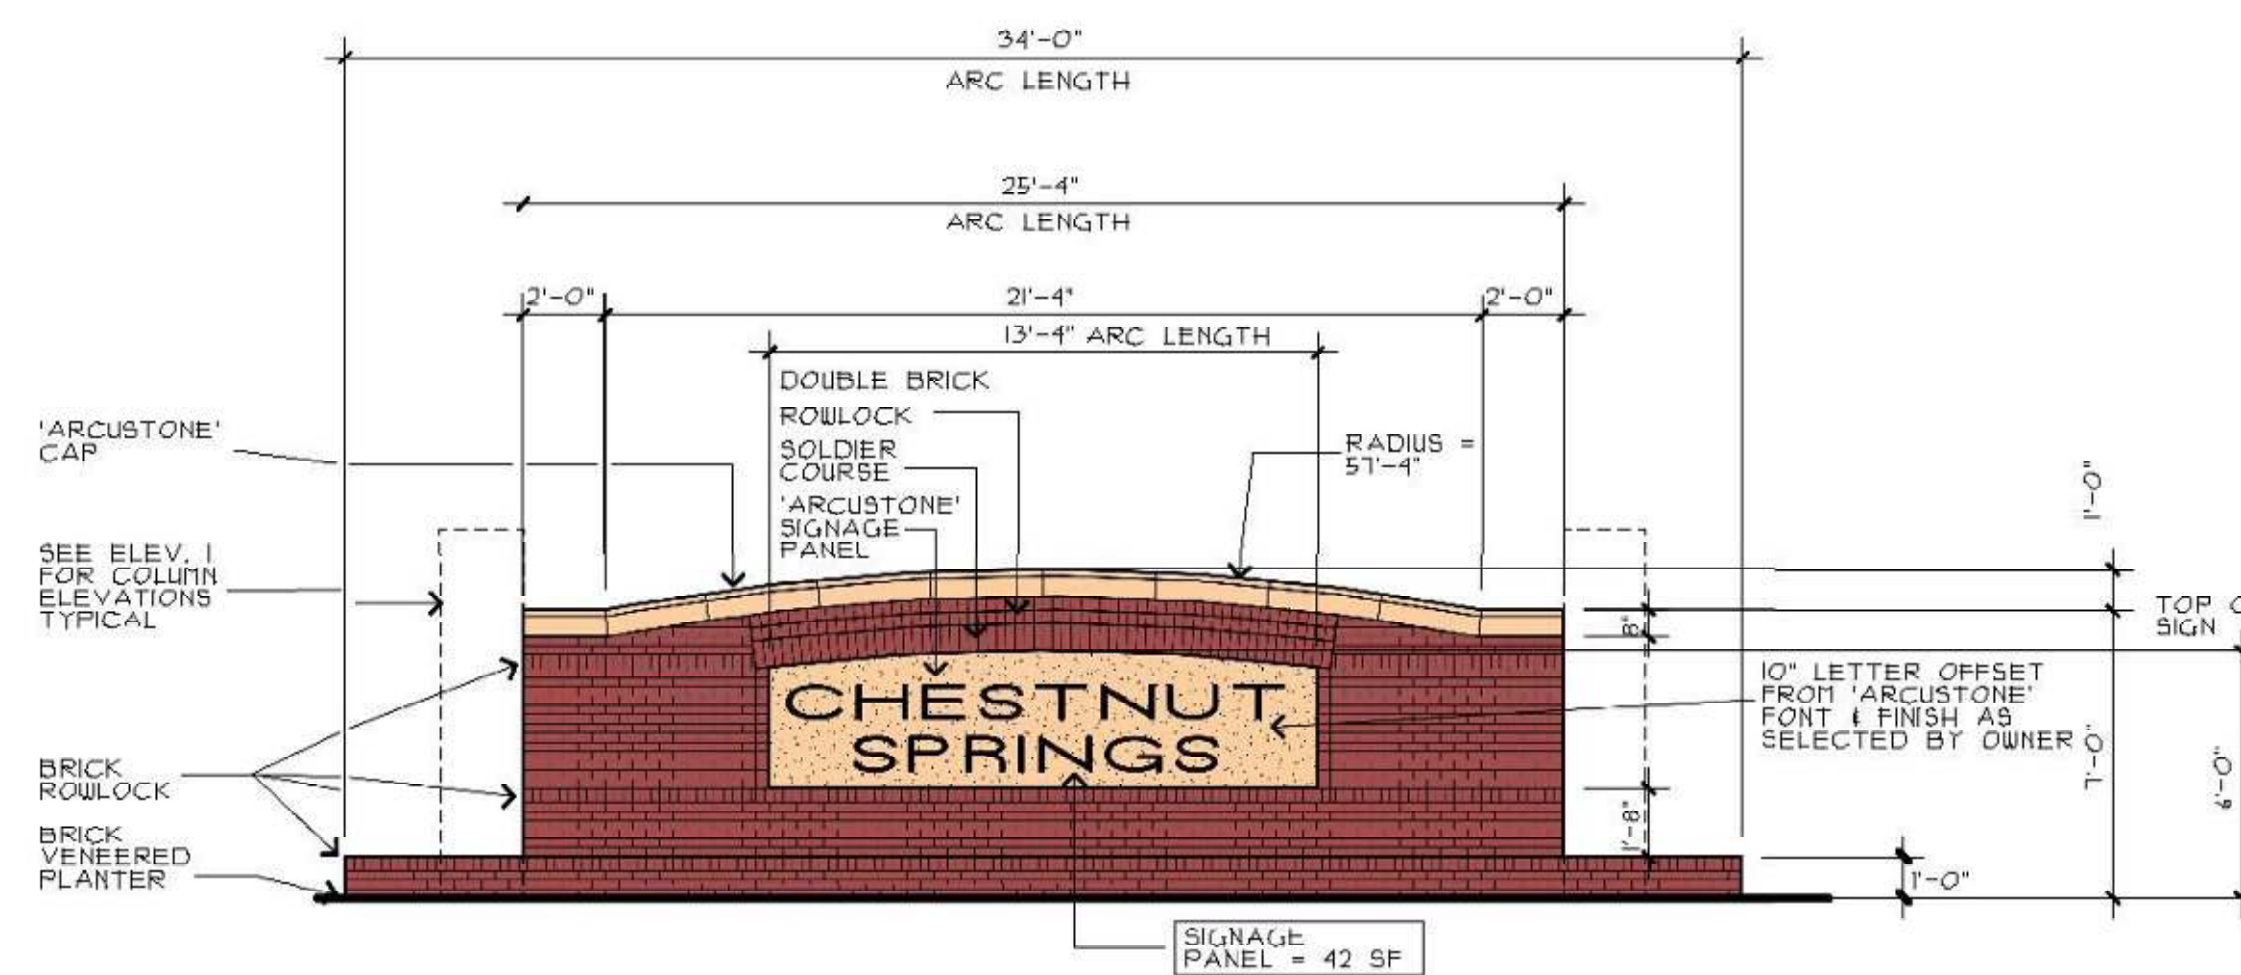 34'-0"
ARC LENGTH
25'-4"
ARC LENGTH
2'-0"
21'-4"
2'-0"
13'-4" ARC LENGTH
DOUBLE BRICK
ROWLOCK
SOLDIER
COURSE
'ARCUSTONE'
SIGNAGE
PANEL
'ARCUSTONE'
CAP
RADIUS =
57'-4"
1'-0"
SEE ELEV. 1
FOR COLUMN
ELEVATIONS
TYPICAL
8"
TOP
SIGN
10" LETTER OFFSET
FROM 'ARCUSTONE'
FONT & FINISH AS
SELECTED BY OWNER
CHESTNUT
SPRINGS
7'-0"
6'-0"
BRICK
ROWLOCK
BRICK
VENEERED
PLANTER
1'-8"
1'-0"
SIGNAGE
PANEL = 42 SF